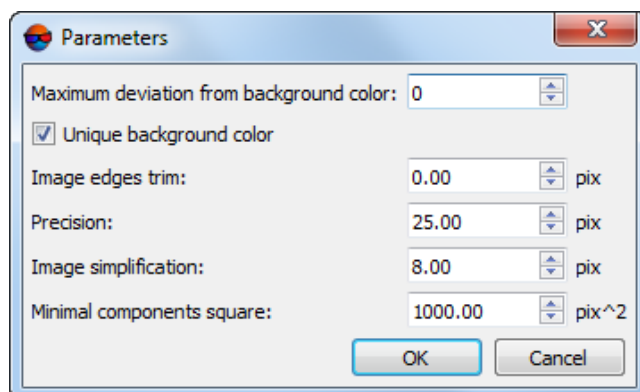 Parameters
Maximum deviation from background color: 0
Unique background color
Image edges trim: 0.00 pix
Precision: 25.00 pix
Image simplification: 8.00 pix
Minimal components square: 1000.00 pix^2
OK Cancel